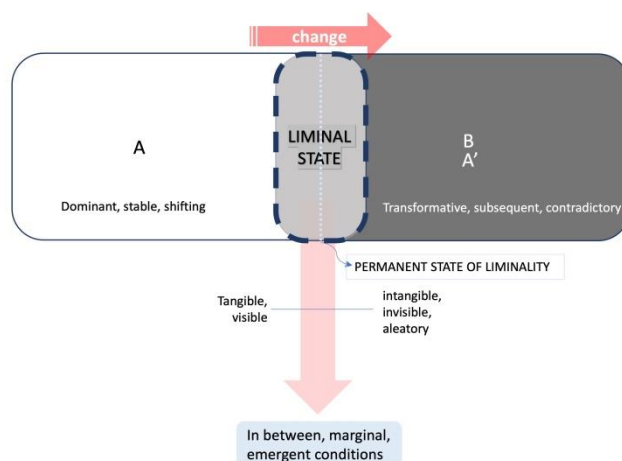 change
A
Dominant, stable, shifting
LIMINAL
STATE
B
A’
Transformative, subsequent, contradictory
PERMANENT STATE OF LIMINALITY
Tangible,
visible
intangible,
invisible,
aleatory
In between, marginal,
emergent conditions